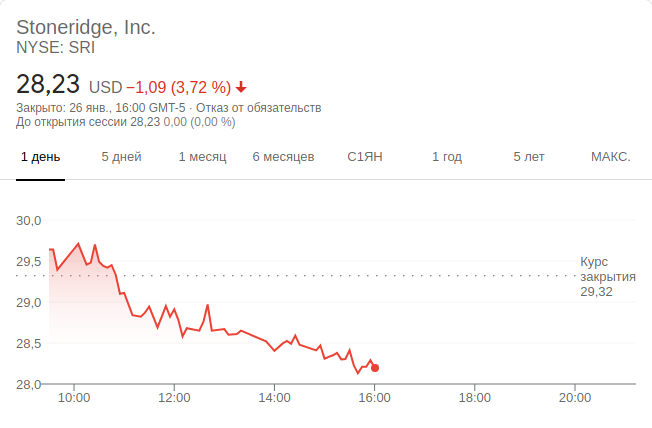 Stoneridge, Inc.
NYSE: SRI
28,23 USD −1,09 (3,72 %)
Закрыто: 26 янв., 16:00 GMT-5 · Отказ от обязательств
До открытия сессии 28,23 0,00 (0,00 %)
1 день 5 дней 1 месяц 6 месяцев С1ЯН 1 год 5 лет МАКС.
30,0
29,5
Курс
закрытия
29,32
29,0
28,5
28,0
10:00 12:00 14:00 16:00 18:00 20:00